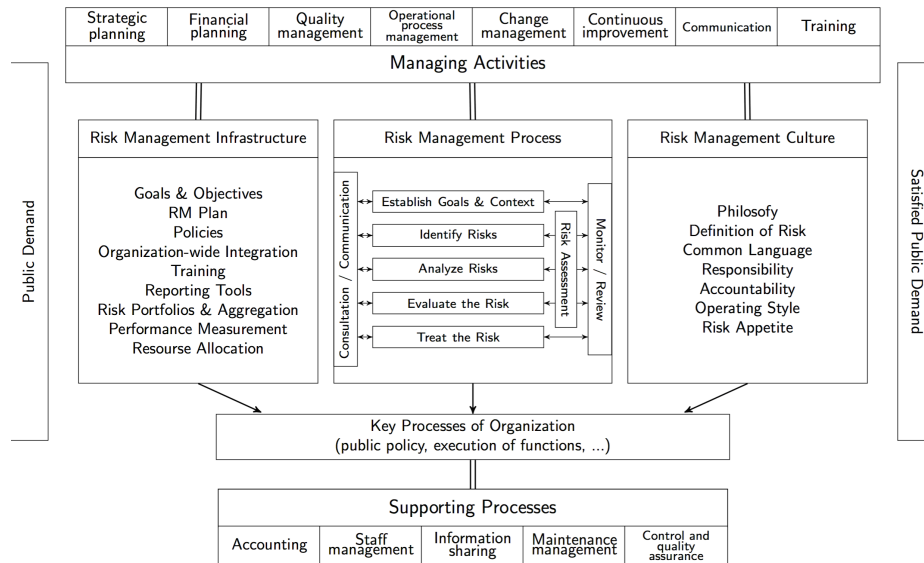 Strategic
planning
Financial
planning
Quality
management
Operational
process
management
Change
management
Continuous
improvement
Communication
Training
Managing Activities
Public Demand
Risk Management Infrastructure
Goals & Objectives
RM Plan
Policies
Organization-wide Integration
Training
Reporting Tools
Risk Portfolios & Aggregation
Performance Measurement
Resourse Allocation
Risk Management Process
Consultation / Communication
Establish Goals & Context
Identify Risks
Analyze Risks
Evaluate the Risk
Treat the Risk
Risk Assessment
Monitor / Review
Risk Management Culture
Philosofy
Definition of Risk
Common Language
Responsibility
Accountability
Operating Style
Risk Appetite
Satisfied Public Demand
Key Processes of Organization
(public policy, execution of functions, ...)
Supporting Processes
Accounting
Staff
management
Information
sharing
Maintenance
management
Control and
quality
assurance